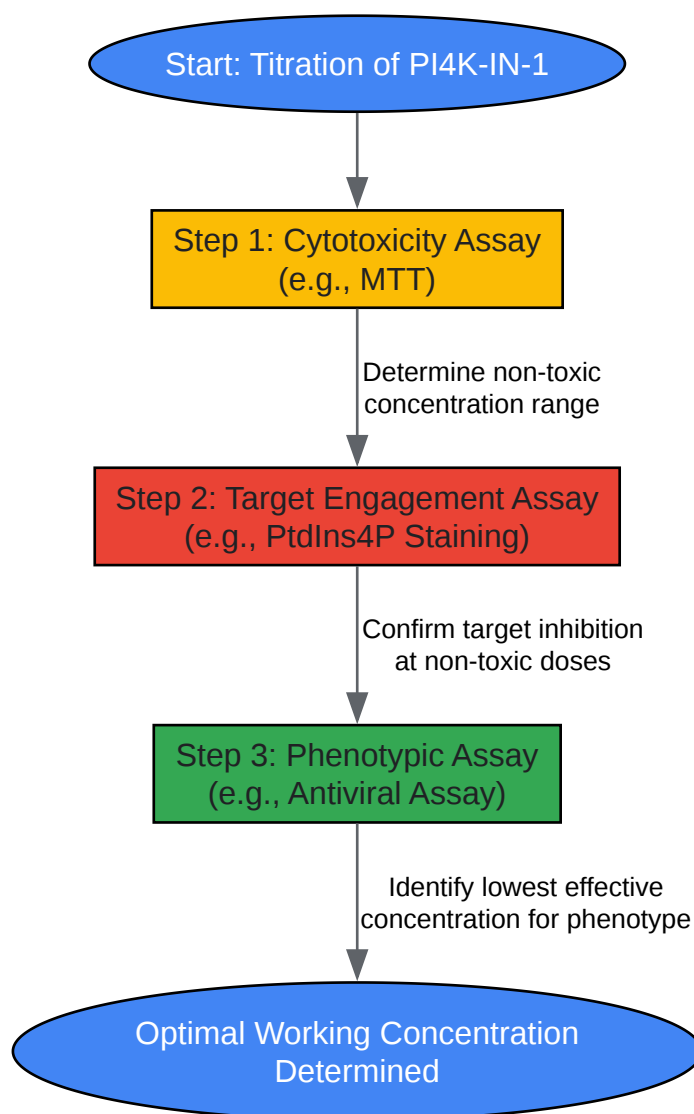 Start: Titration of PI4K-IN-1
Step 1: Cytotoxicity Assay
(e.g., MTT)
Determine non-toxic
concentration range
Step 2: Target Engagement Assay
(e.g., PtdIns4P Staining)
Confirm target inhibition
at non-toxic doses
Step 3: Phenotypic Assay
(e.g., Antiviral Assay)
Identify lowest effective
concentration for phenotype
Optimal Working Concentration
Determined